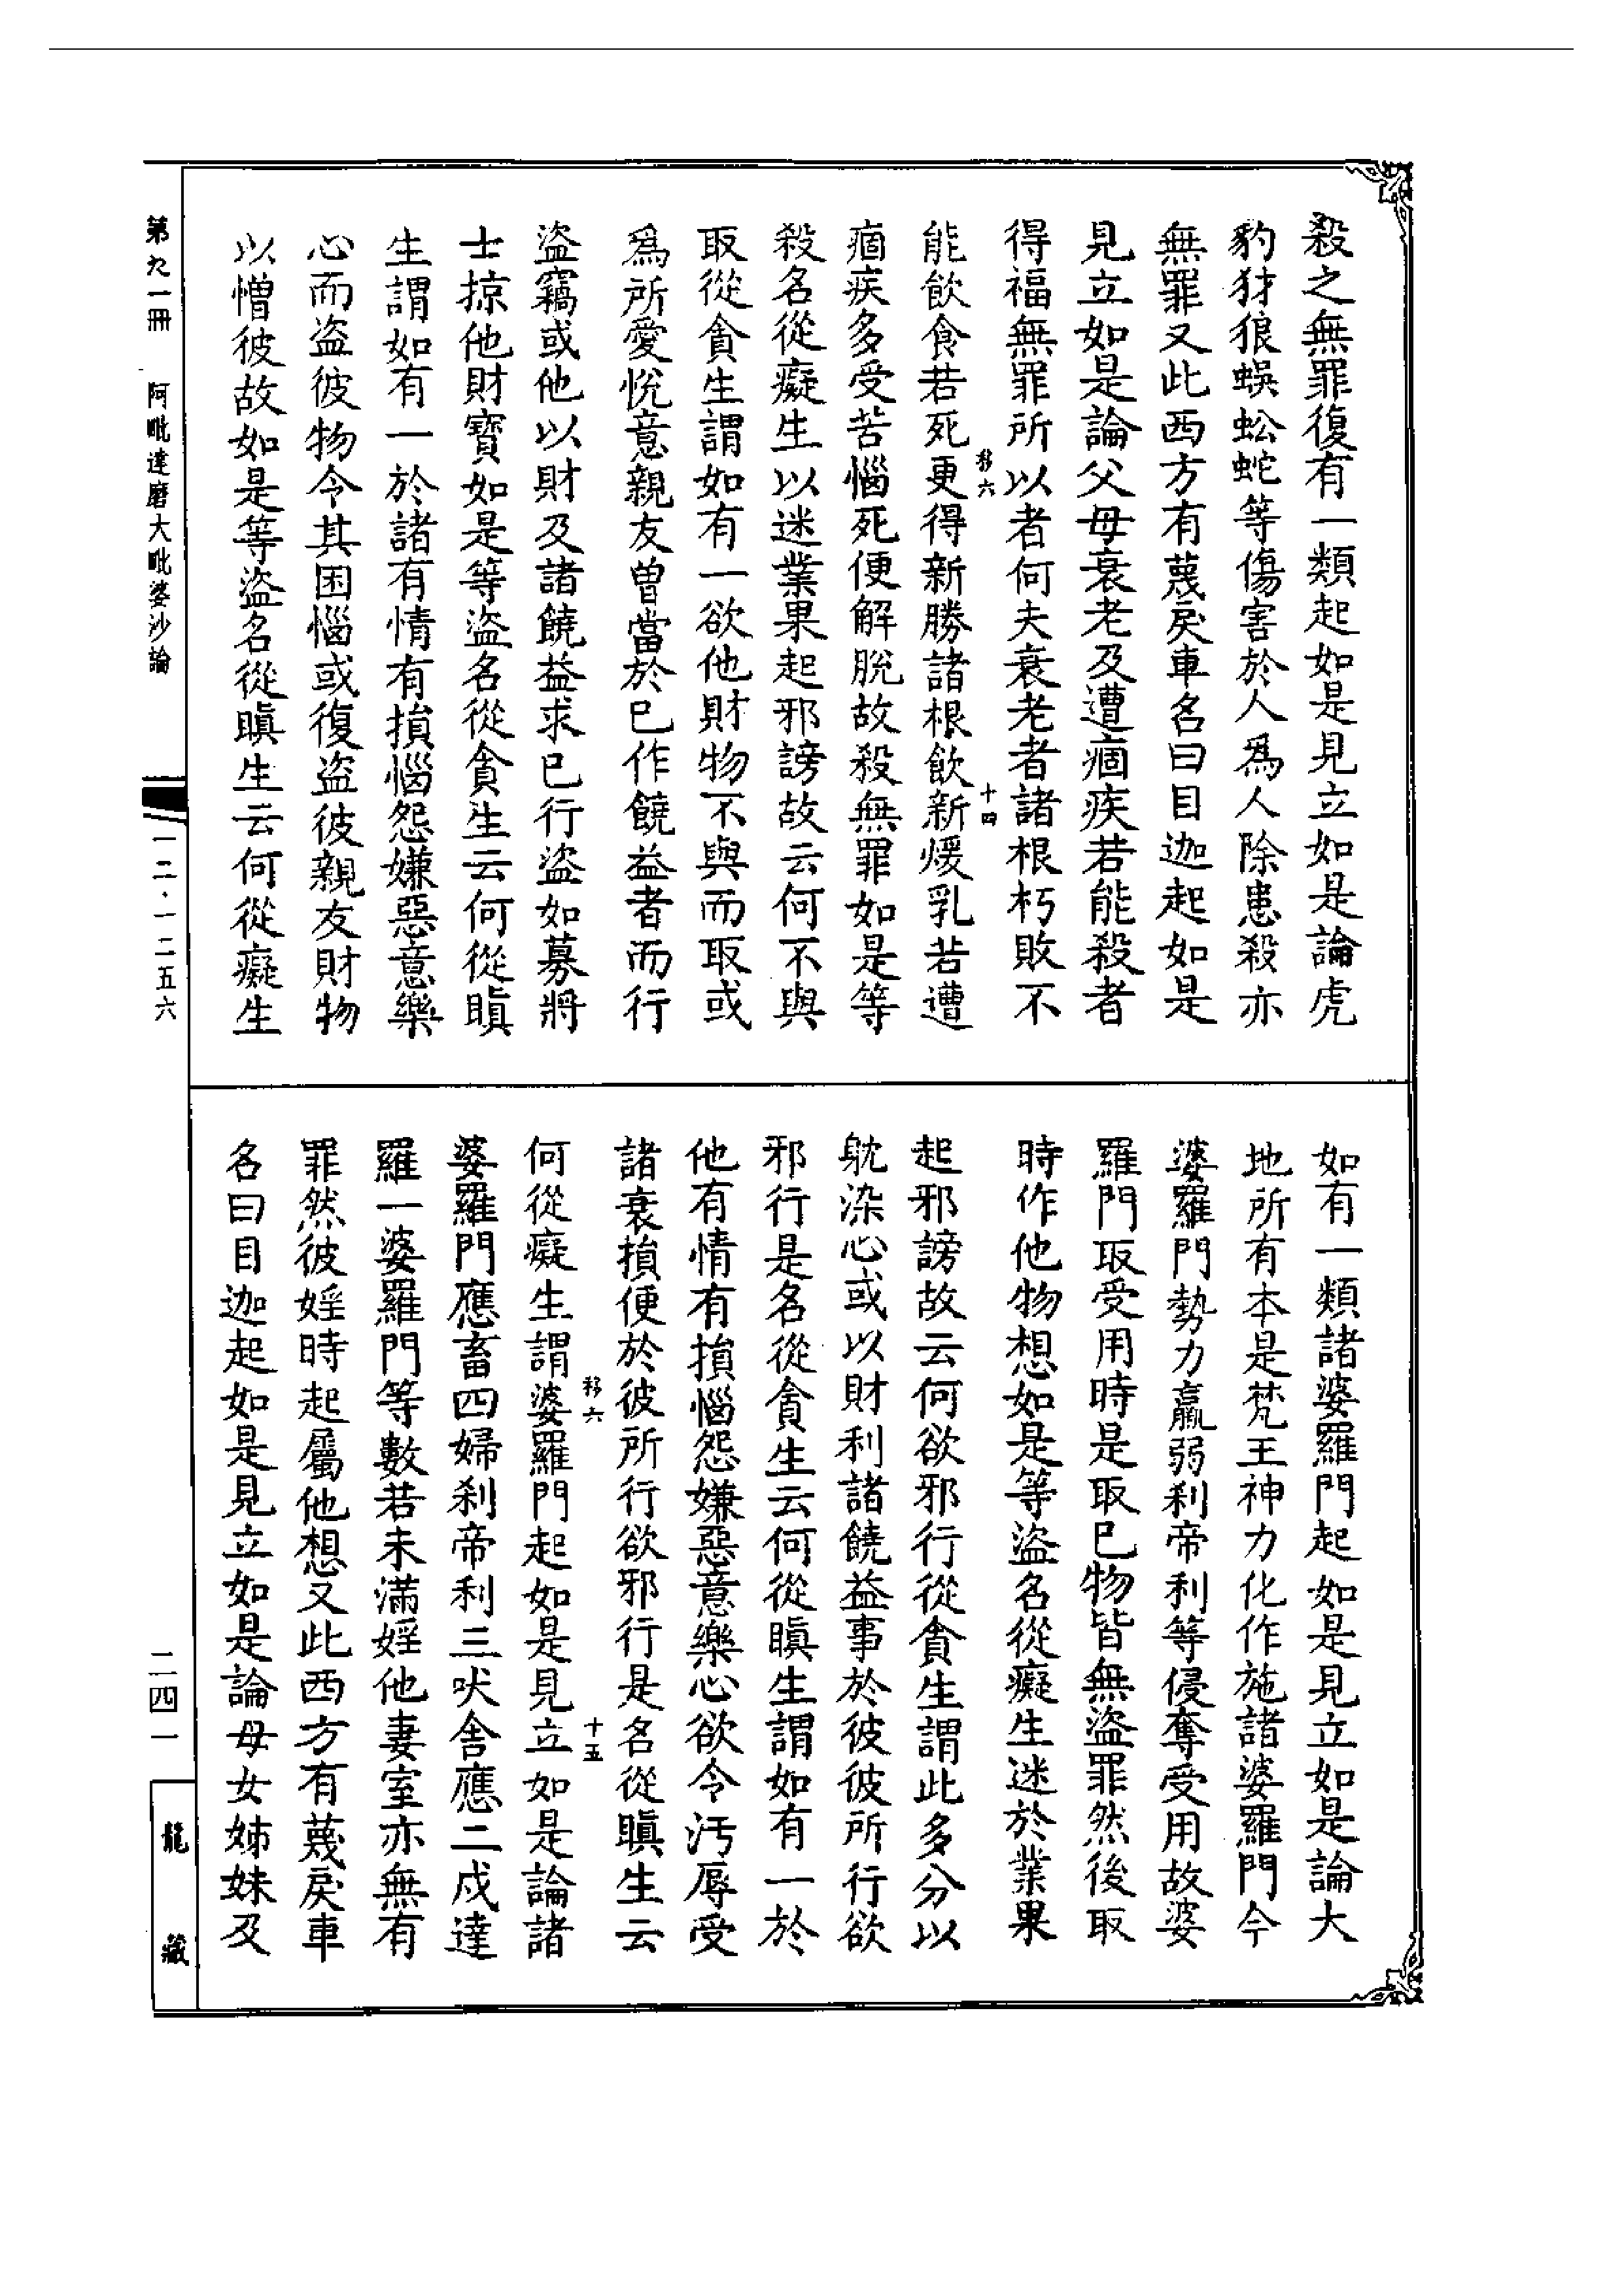 殺之無罪復有一類起如是見立如是論虎
豹犲狼蜈蚣蛇等傷害於人爲人除患殺亦
無罪又此西方有蔑戾車名曰目迦起如是
見立如是論父母衰老及遭痼疾若能殺者
得福無罪所以者何夫衰老者諸根朽敗不
能飲食若死更得新勝諸根飲新煖乳若遭
移六
十四
痼疾多受苦惱死便解脫故殺無罪如是等
殺名從癡生以迷業果起邪謗故云何不與
取從貪生謂如有一欲他財物不與而取或
爲所愛悅意親友曾當於已作饒益者而行
盜竊或他以財及諸饒益求已行盜如募將
士掠他財寶如是等盜名從貪生云何從瞋
生謂如有一於諸有情有損惱怨嫌惡意樂
心而盜彼物令其困惱或復盜彼親友財物
以憎彼故如是等盜名從瞋生云何從癡生
如有一類諸婆羅門起如是見立如是論大
地所有本是梵王神力化作施諸婆羅門今
婆羅門勢力羸弱刹帝利等侵奪受用故婆
羅門取受用時是取已物皆無盜罪然後取
時作他物想如是等盜名從癡生迷於業果
起邪謗故云何欲邪行從貪生謂此多分以
躭染心或以財利諸饒益事於彼彼所行欲
邪行是名從貪生云何從瞋生謂如有一於
他有情有損惱怨嫌惡意樂心欲令汚辱受
諸衰損便於彼所行欲邪行是名從瞋生云
移六
十五
何從癡生謂婆羅門起如是見立如是論諸
婆羅門應畜四婦刹帝利三吠舍應二戍達
羅一婆羅門等數若未滿婬他妻室亦無有
罪然彼婬時起屬他想又此西方有蔑戾車
名曰目迦起如是見立如是論母女姊妹及
第九一冊 阿毗達磨大毗婆沙論
一二·一二五六
二四一
龍藏